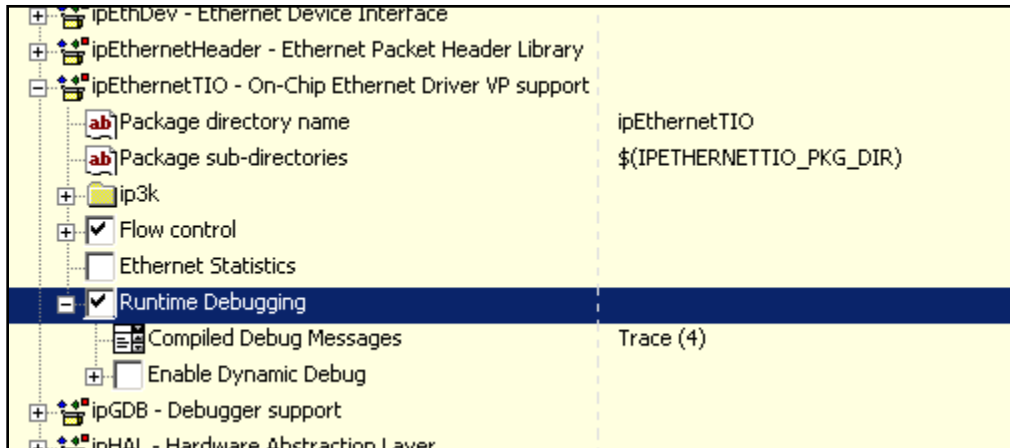 ipEthDev - Ethernet Device Interface
ipEthernetHeader - Ethernet Packet Header Library
ipEthernetTIO - On-Chip Ethernet Driver VP support
Package directory name ipEthernetTIO
Package sub-directories $(IPETHERNETTIO_PKG_DIR)
ip3k
Flow control
Ethernet Statistics
Runtime Debugging
Compiled Debug Messages Trace (4)
Enable Dynamic Debug
ipGDB - Debugger support
ipHAL - Hardware Abstraction Layer